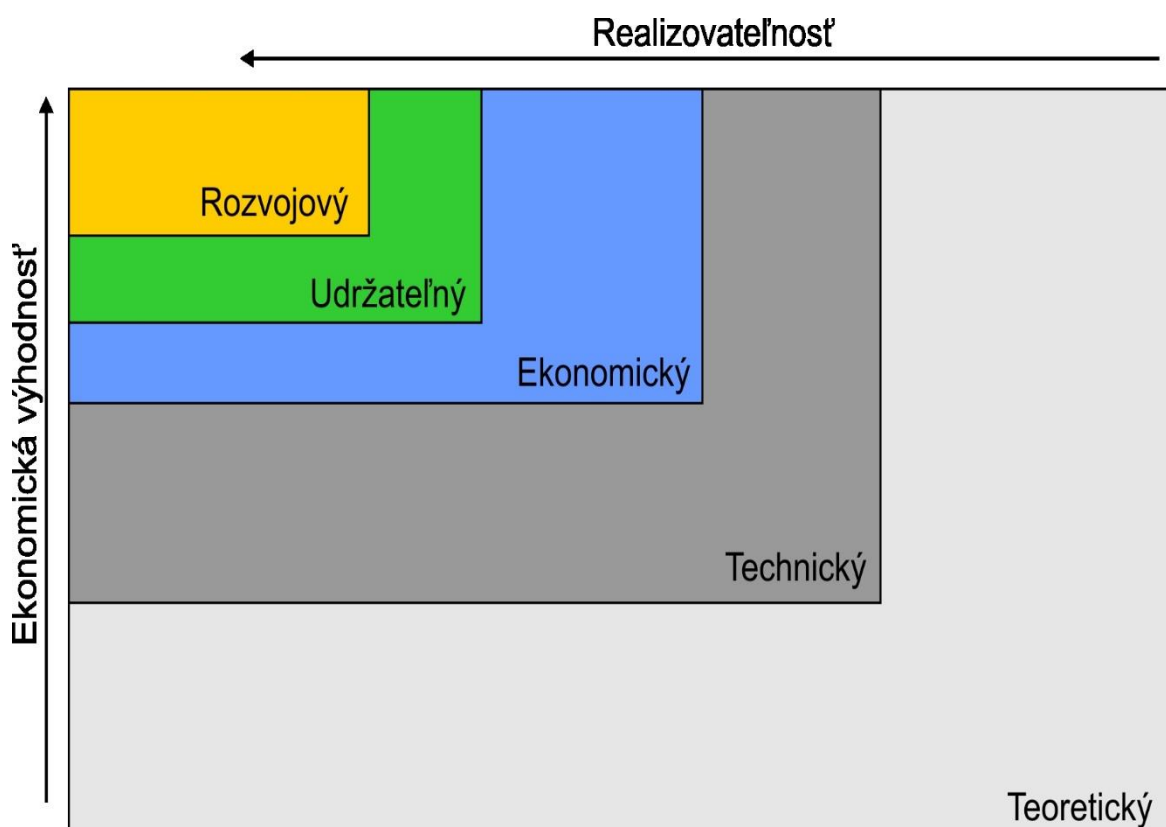 Realizovateľnosť
Ekonomická výhodnosť
Rozvojový
Udržateľný
Ekonomický
Technický
Teoretický